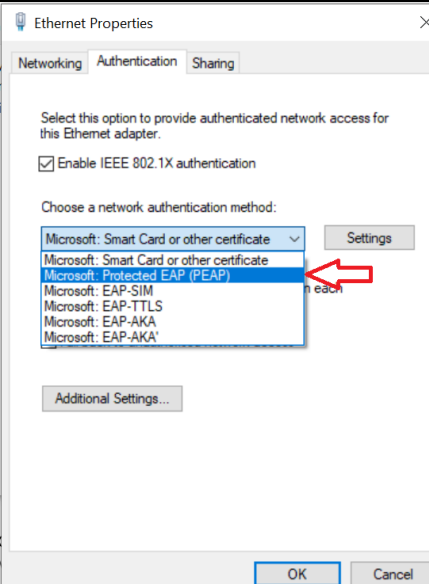 Ethernet Properties
Networking Authentication Sharing
Select this option to provide authenticated network access for
this Ethernet adapter.
Enable IEEE 802.1X authentication
Choose a network authentication method:
Microsoft: Smart Card or other certificate
Settings
Microsoft: Smart Card or other certificate
Microsoft: Protected EAP (PEAP)
Microsoft: EAP-SIM
each
Microsoft: EAP-TTLS
Microsoft: EAP-AKA
Microsoft: EAP-AKA'
Additional Settings...
OK Cancel